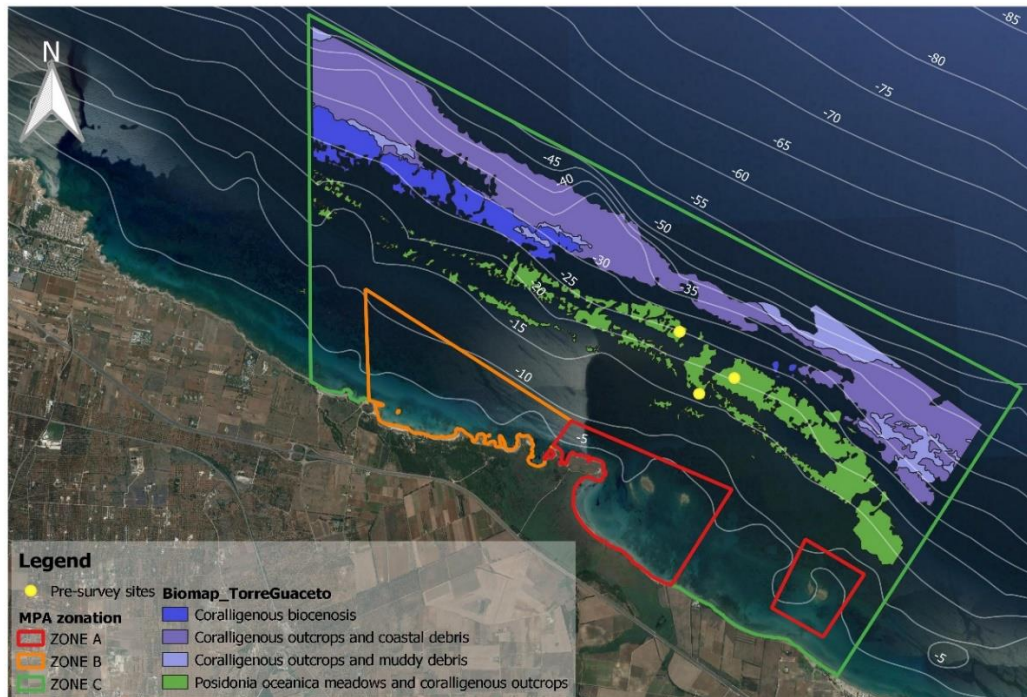 N
-85
-80
-75
-70
-65
-60
-55
-45
-40
-50
-35
-30
-25
-20
-15
-10
-5
-5
Legend
Pre-survey sites
Biomap_TorreGuaceto
MPA zonation
Coralligenous biocenosis
ZONE A
Coralligenous outcrops and coastal debris
ZONE B
Coralligenous outcrops and muddy debris
ZONE C
Posidonia oceanica meadows and coralligenous outcrops